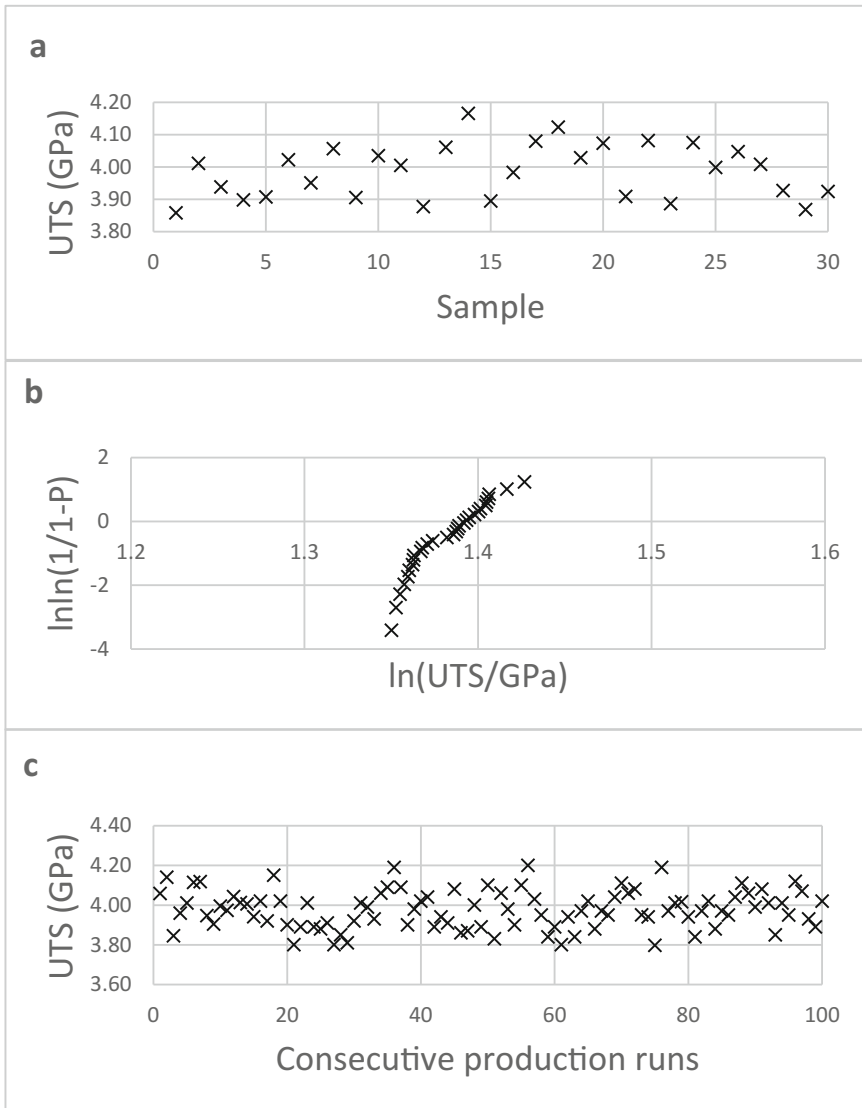 a
UTS (GPa)
4.20
4.10
4.00
3.90
3.80
0 5 10 15 20 25 30
Sample
b
lnln(1/1-P)
2
0
-2
-4
1.2 1.3 1.4 1.5 1.6
ln(UTS/GPa)
c
UTS (GPa)
4.40
4.20
4.00
3.80
3.60
0 20 40 60 80 100
Consecutive production runs